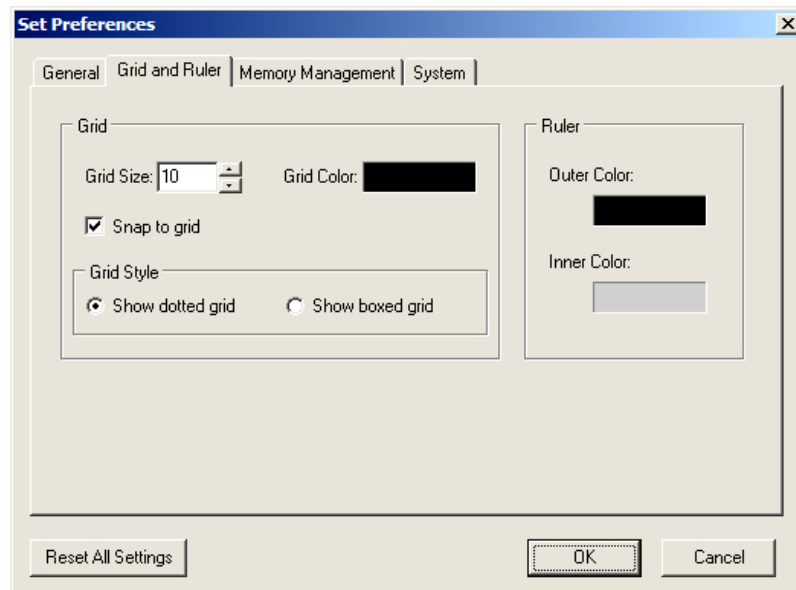 Set Preferences
General Grid and Ruler Memory Management System
Grid
Grid Size: 10 Grid Color:
Snap to grid
Grid Style
Show dotted grid Show boxed grid
Ruler
Outer Color:
Inner Color:
Reset All Settings OK Cancel